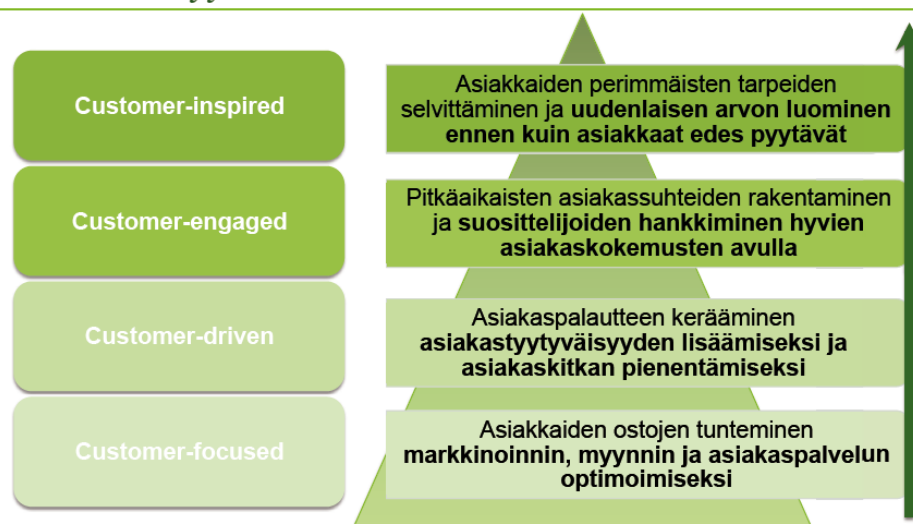 Customer-inspired
Asiakkaiden perimmäisten tarpeiden
selvittäminen ja uudenlaisen arvon luominen
ennen kuin asiakkaat edes pyytävät
Customer-engaged
Pitkäaikaisten asiakassuhteiden rakentaminen
ja suosittelijoiden hankkiminen hyvien
asiakaskokemusten avulla
Customer-driven
Asiakaspalautteen kerääminen
asiakastyytyväisyyden lisäämiseksi ja
asiakaskitkan pienentämiseksi
Customer-focused
Asiakkaiden ostojen tunteminen
markkinoinnin, myynnin ja asiakaspalvelun
optimoimiseksi